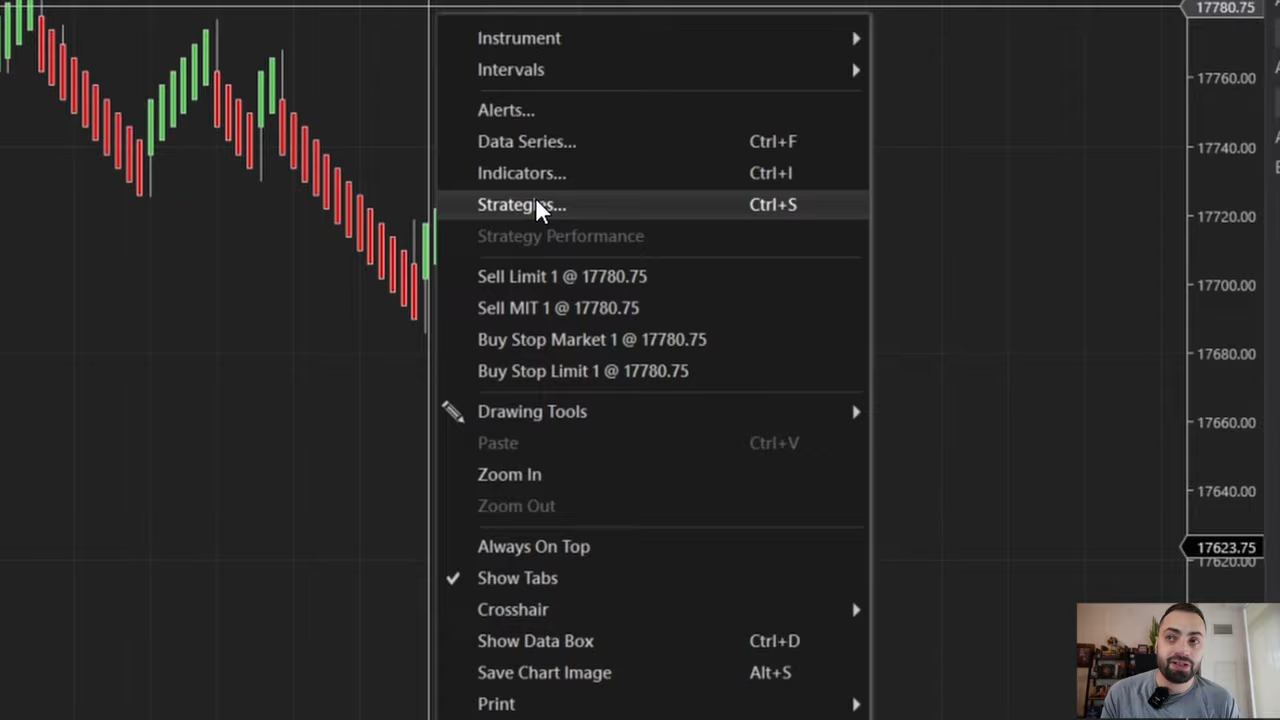 17780.75
Instrument
Intervals
17760.00
Alerts...
Data Series... Ctrl+F
17740.00
Indicators... Ctrl+I
Strategies... Ctrl+S
17720.00
Strategy Performance
Sell Limit 1 @ 17780.75
17700.00
Sell MIT 1 @ 17780.75
Buy Stop Market 1 @ 17780.75
17680.00
Buy Stop Limit 1 @ 17780.75
Drawing Tools
17660.00
Paste Ctrl+V
Zoom In
17640.00
Zoom Out
Always On Top
17623.75
17620.00
Show Tabs
Crosshair
Show Data Box Ctrl+D
Save Chart Image Alt+S
Print